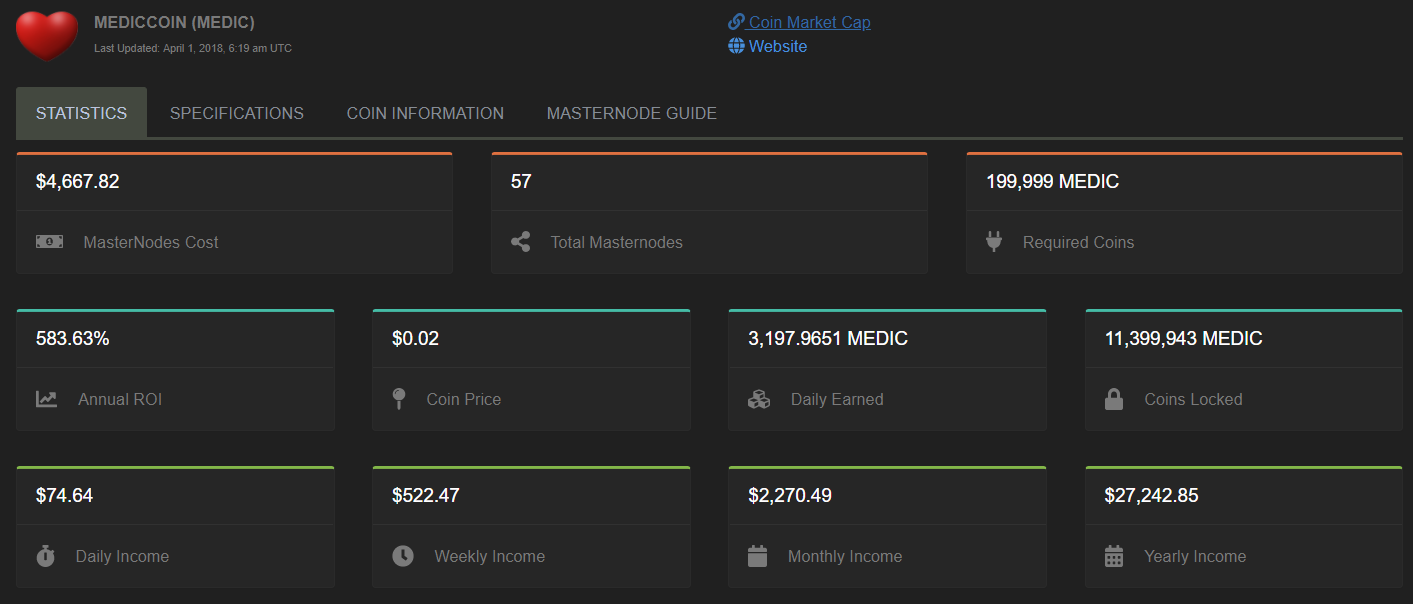 MEDICCOIN (MEDIC)
Last Updated: April 1, 2018, 6:19 am UTC
Coin Market Cap
Website
STATISTICS SPECIFICATIONS COIN INFORMATION MASTERNODE GUIDE
$4,667.82 57 199,999 MEDIC
MasterNodes Cost Total Masternodes Required Coins
583.63% $0.02 3,197.9651 MEDIC 11,399,943 MEDIC
Annual ROI Coin Price Daily Earned Coins Locked
$74.64 $522.47 $2,270.49 $27,242.85
Daily Income Weekly Income Monthly Income Yearly Income